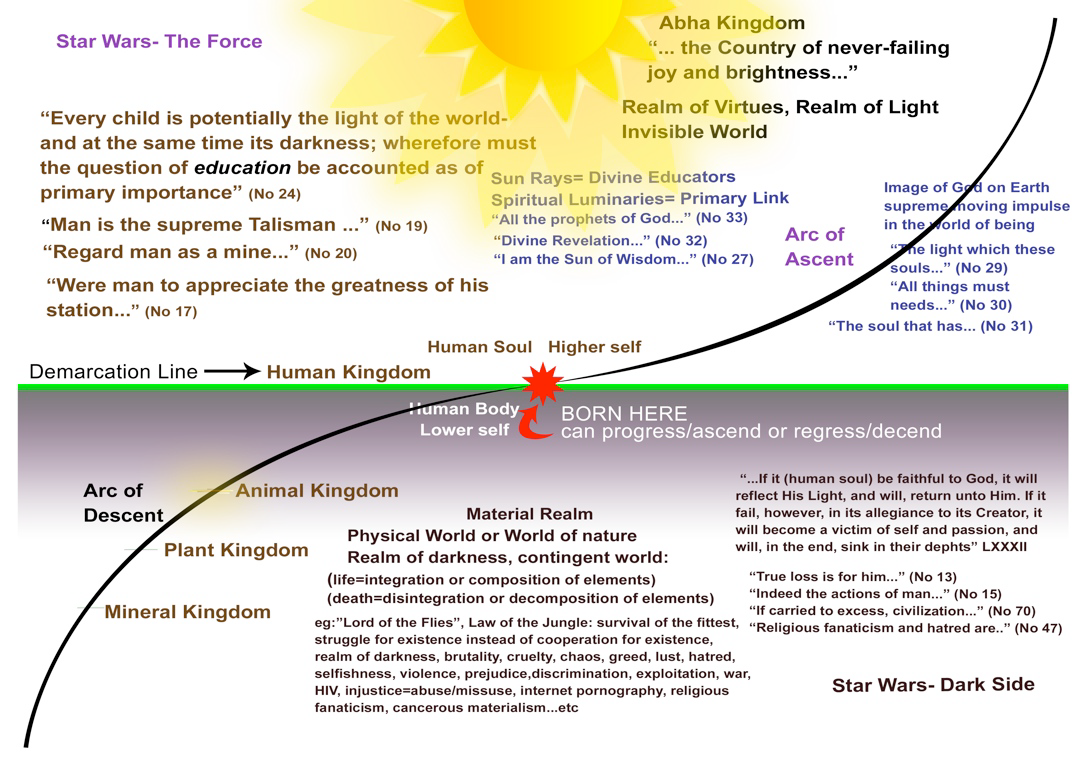 Star Wars- The Force
Abha Kingdom
“... the Country of never-failing
joy and brightness...”
Realm of Virtues, Realm of Light
Invisible World
“Every child is potentially the light of the world-
and at the same time its darkness; wherefore must
the question of education be accounted as of
primary importance” (No 24)
“Man is the supreme Talisman ...” (No 19)
“Regard man as a mine...” (No 20)
“Were man to appreciate the greatness of his
station...” (No 17)
Sun Rays= Divine Educators
Spiritual Luminaries= Primary Link
“All the prophets of God...” (No 33)
“Divine Revelation...” (No 32)
“I am the Sun of Wisdom...” (No 27)
Arc of
Ascent
Image of God on Earth
supreme moving impulse
in the world of being
“The light which these
souls...” (No 29)
“All things must
needs...” (No 30)
“The soul that has... (No 31)
Human Soul Higher self
Demarcation Line
Human Kingdom
Human Body
Lower self
BORN HERE
can progress/ascend or regress/decend
Arc of
Descent
Animal Kingdom
Plant Kingdom
Mineral Kingdom
Material Realm
Physical World or World of nature
Realm of darkness, contingent world:
(life=integration or composition of elements)
(death=disintegration or decomposition of elements)
eg:”Lord of the Flies”, Law of the Jungle: survival of the fittest,
struggle for existence instead of cooperation for existence,
realm of darkness, brutality, cruelty, chaos, greed, lust, hatred,
selfishness, violence, prejudice,discrimination, exploitation, war,
HIV, injustice=abuse/missuse, internet pornography, religious
fanaticism, cancerous materialism...etc
“...If it (human soul) be faithful to God, it will
reflect His Light, and will, return unto Him. If it
fail, however, in its allegiance to its Creator, it
will become a victim of self and passion, and
will, in the end, sink in their dephts” LXXXII
“True loss is for him...” (No 13)
“Indeed the actions of man...” (No 15)
“If carried to excess, civilization...” (No 70)
“Religious fanaticism and hatred are..” (No 47)
Star Wars- Dark Side